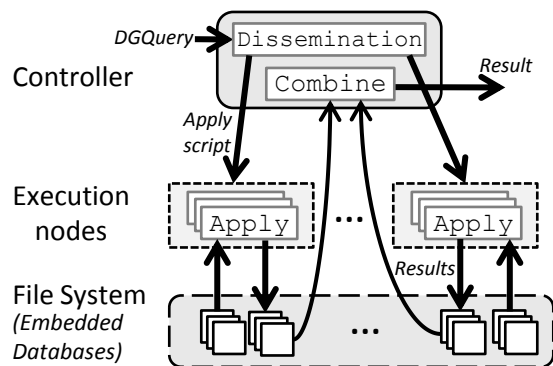 DGQuery
Dissemination
Result
Controller
Combine
Apply
script
Execution
nodes
Apply
...
Apply
Results
File System
(Embedded
Databases)
...